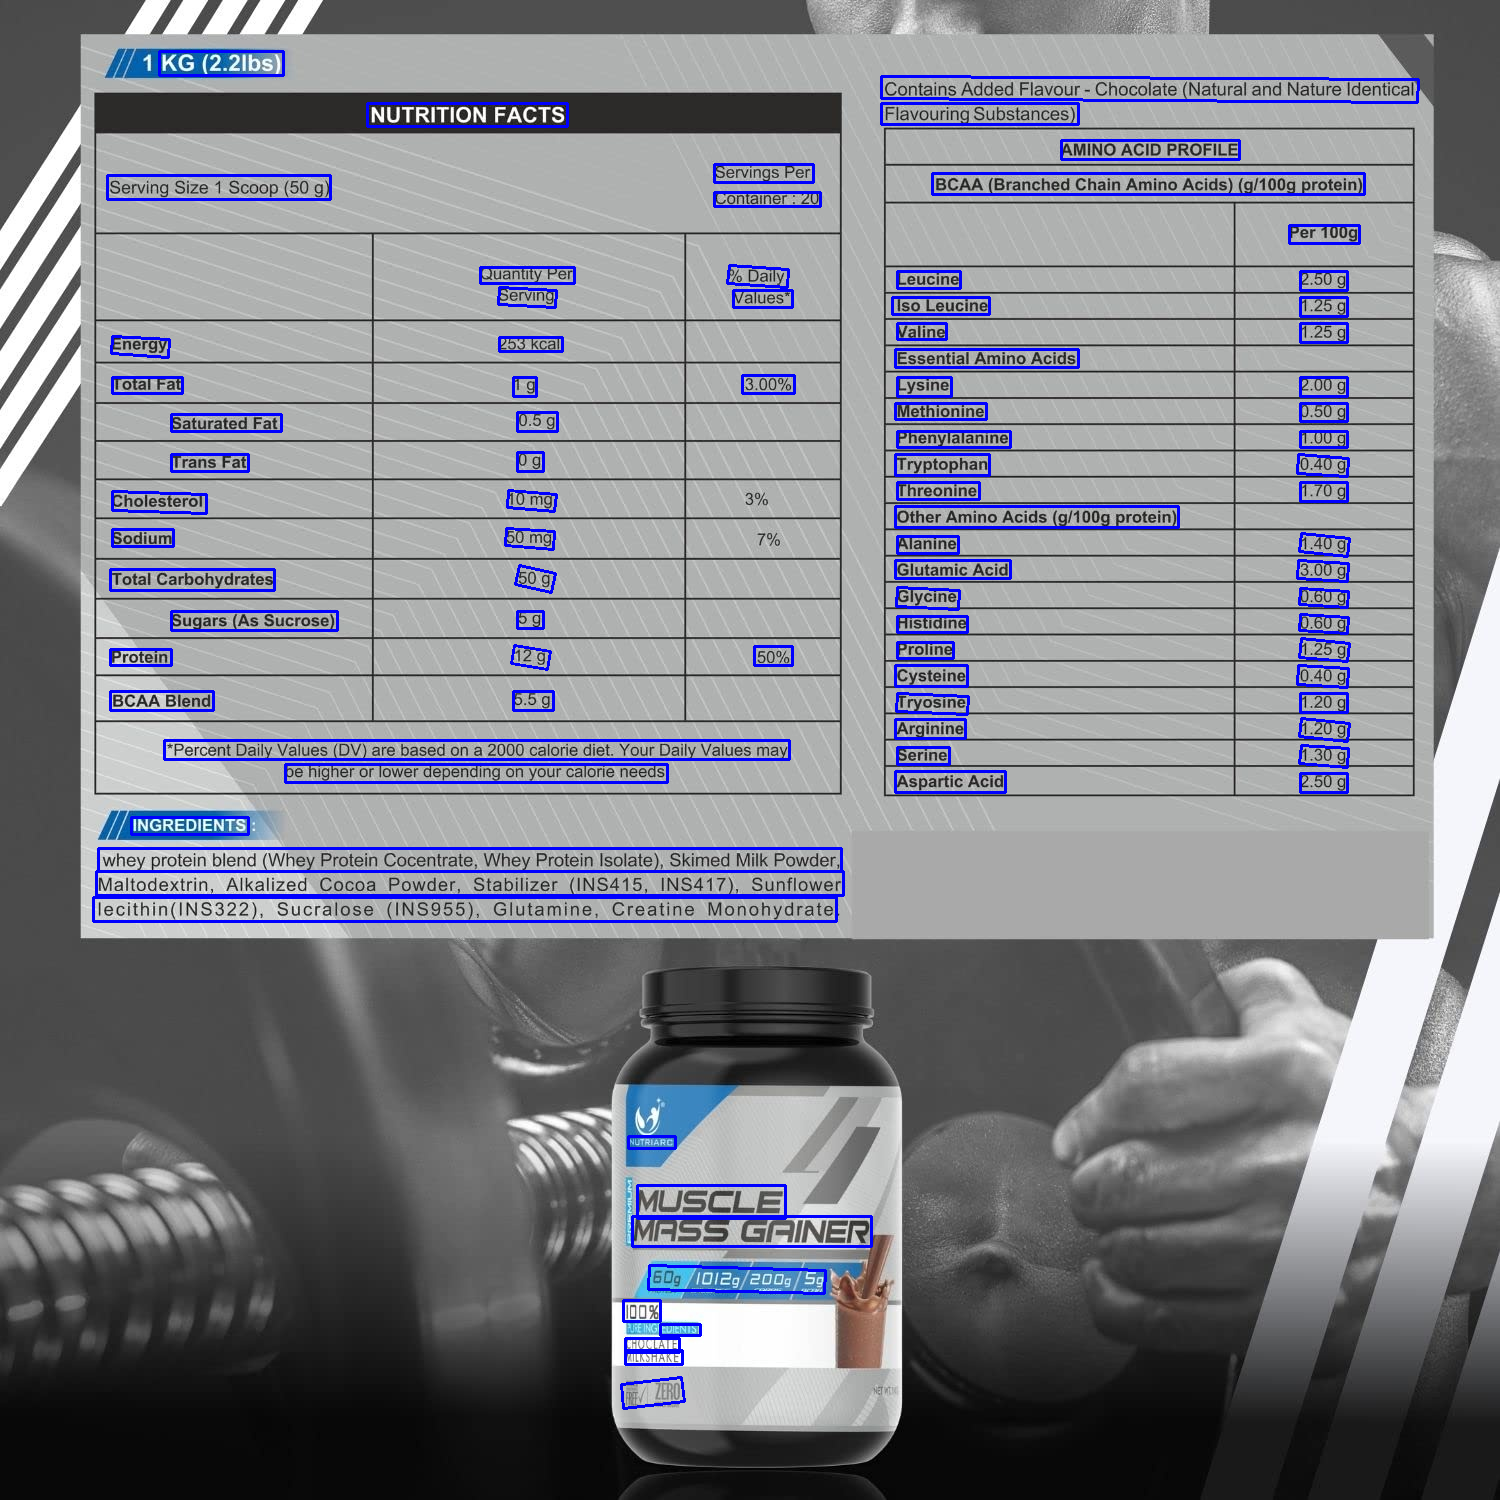 1 KG (2.2lbs)
NUTRITION FACTS
Serving Size 1 Scoop (50 g)
Servings Per
Container : 20
Quantity Per
Serving
% Daily
Values*
Energy 253 kcal
Total Fat 1 g 3.00%
Saturated Fat 0.5 g
Trans Fat 0 g
Cholesterol 10 mg 3%
Sodium 50 mg 7%
Total Carbohydrates 50 g
Sugars (As Sucrose) 5 g
Protein 12 g 50%
BCAA Blend 5.5 g
*Percent Daily Values (DV) are based on a 2000 calorie diet. Your Daily Values may
be higher or lower depending on your calorie needs
INGREDIENTS :
whey protein blend (Whey Protein Cocentrate, Whey Protein Isolate), Skimed Milk Powder,
Maltodextrin, Alkalized Cocoa Powder, Stabilizer (INS415, INS417), Sunflower
lecithin(INS322), Sucralose (INS955), Glutamine, Creatine Monohydrate.
Contains Added Flavour - Chocolate (Natural and Nature Identical
Flavouring Substances)
AMINO ACID PROFILE
BCAA (Branched Chain Amino Acids) (g/100g protein)
Per 100g
Leucine 2.50 g
Iso Leucine 1.25 g
Valine 1.25 g
Essential Amino Acids
Lysine 2.00 g
Methionine 0.50 g
Phenylalanine 1.00 g
Tryptophan 0.40 g
Threonine 1.70 g
Other Amino Acids (g/100g protein)
Alanine 1.40 g
Glutamic Acid 3.00 g
Glycine 0.60 g
Histidine 0.60 g
Proline 1.25 g
Cysteine 0.40 g
Tryosine 1.20 g
Arginine 1.20 g
Serine 1.30 g
Aspartic Acid 2.50 g
NUTRIARC
PREMIUM
MUSCLE
MASS GAINER
60g 1012g 200g 5g
100%
PURE INGREDIENTS
CHOCLATE
MILKSHAKE
FREE ZERO
NET WT.